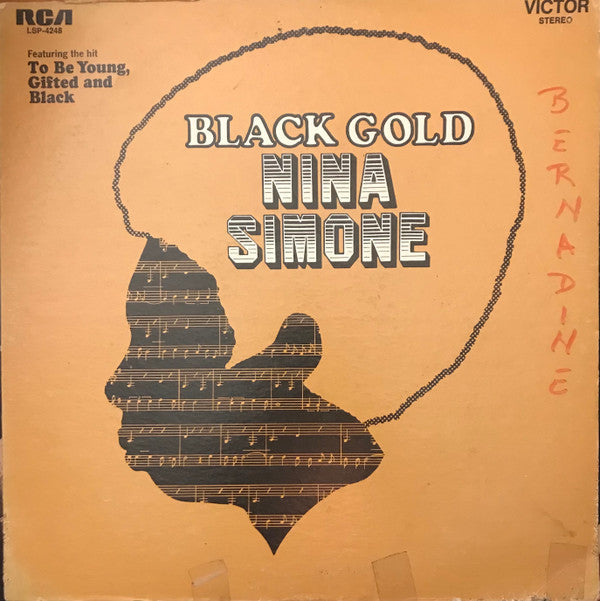 RCA
LSP-4248
VICTOR
STEREO
Featuring the hit
To Be Young,
Gifted and
Black
BLACK GOLD
NINA
SIMONE
BERNADINE